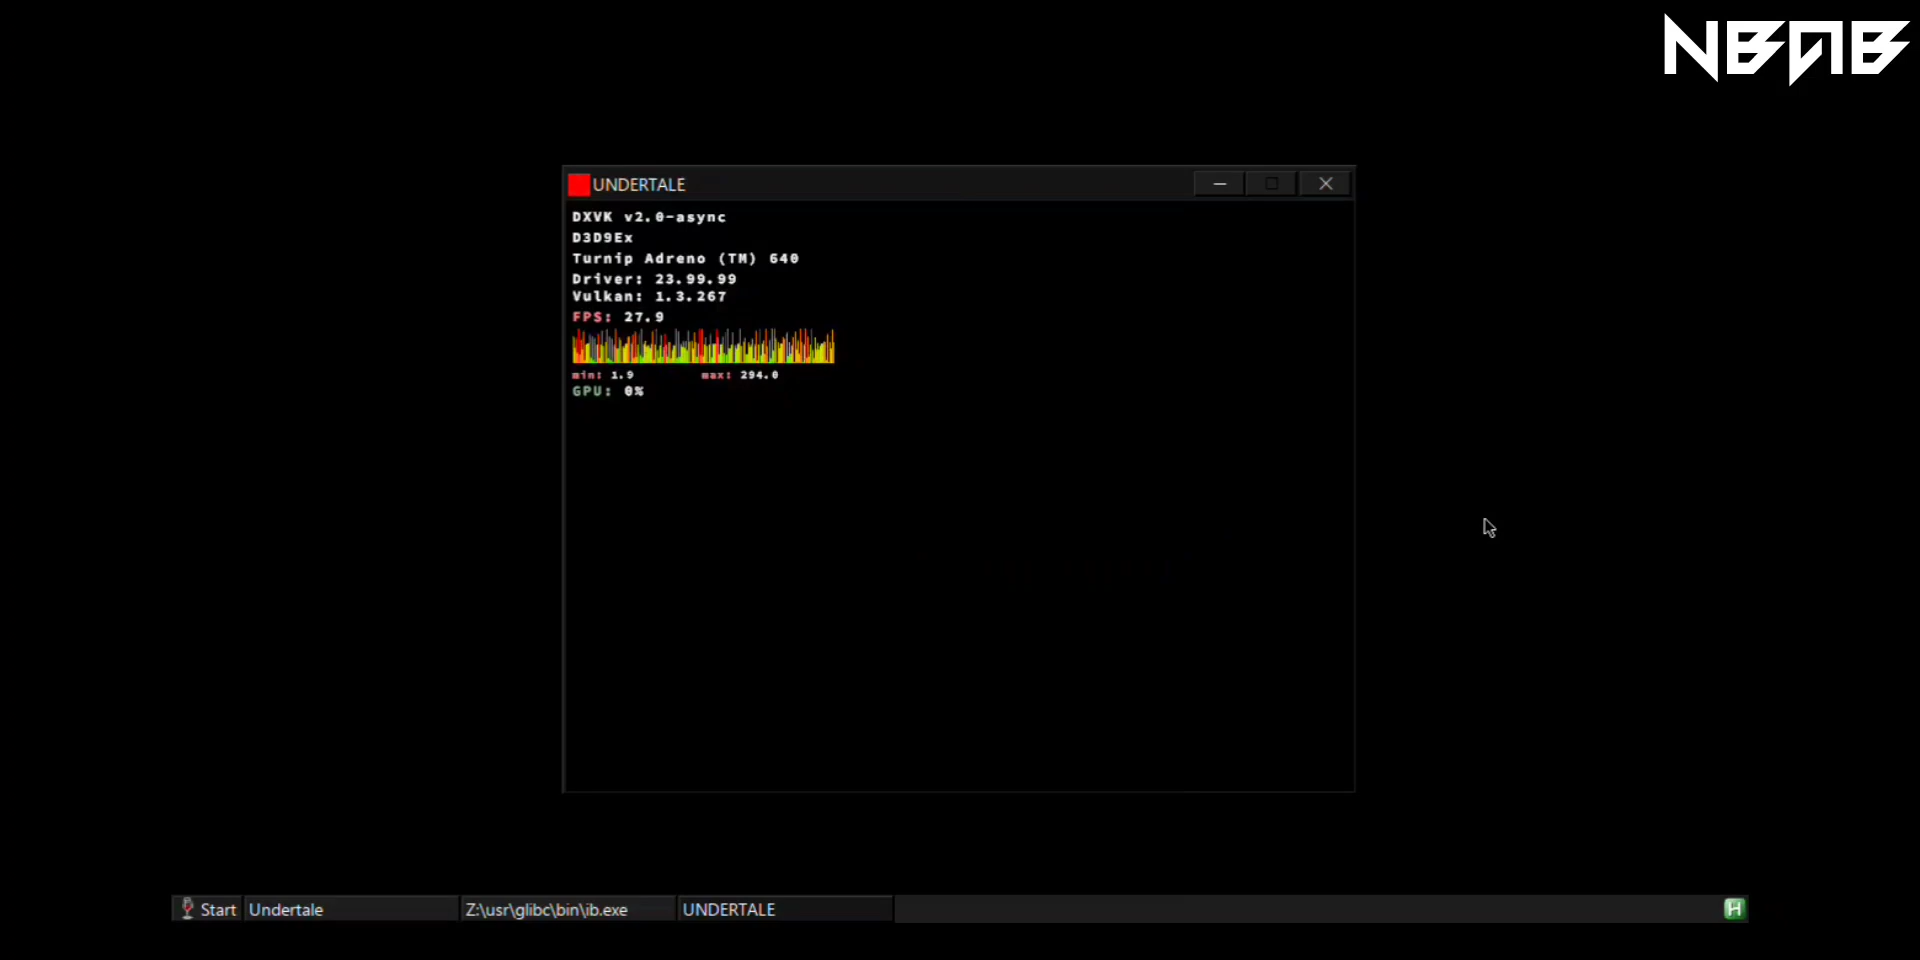 NBAB
UNDERTALE
DXVK v2.0-async
D3D9Ex
Turnip Adreno (TM) 640
Driver: 23.99.99
Vulkan: 1.3.267
FPS: 27.9
min: 1.9 max: 294.0
GPU: 0%
Start Undertale Z:\usr\glibc\bin\ib.exe UNDERTALE H